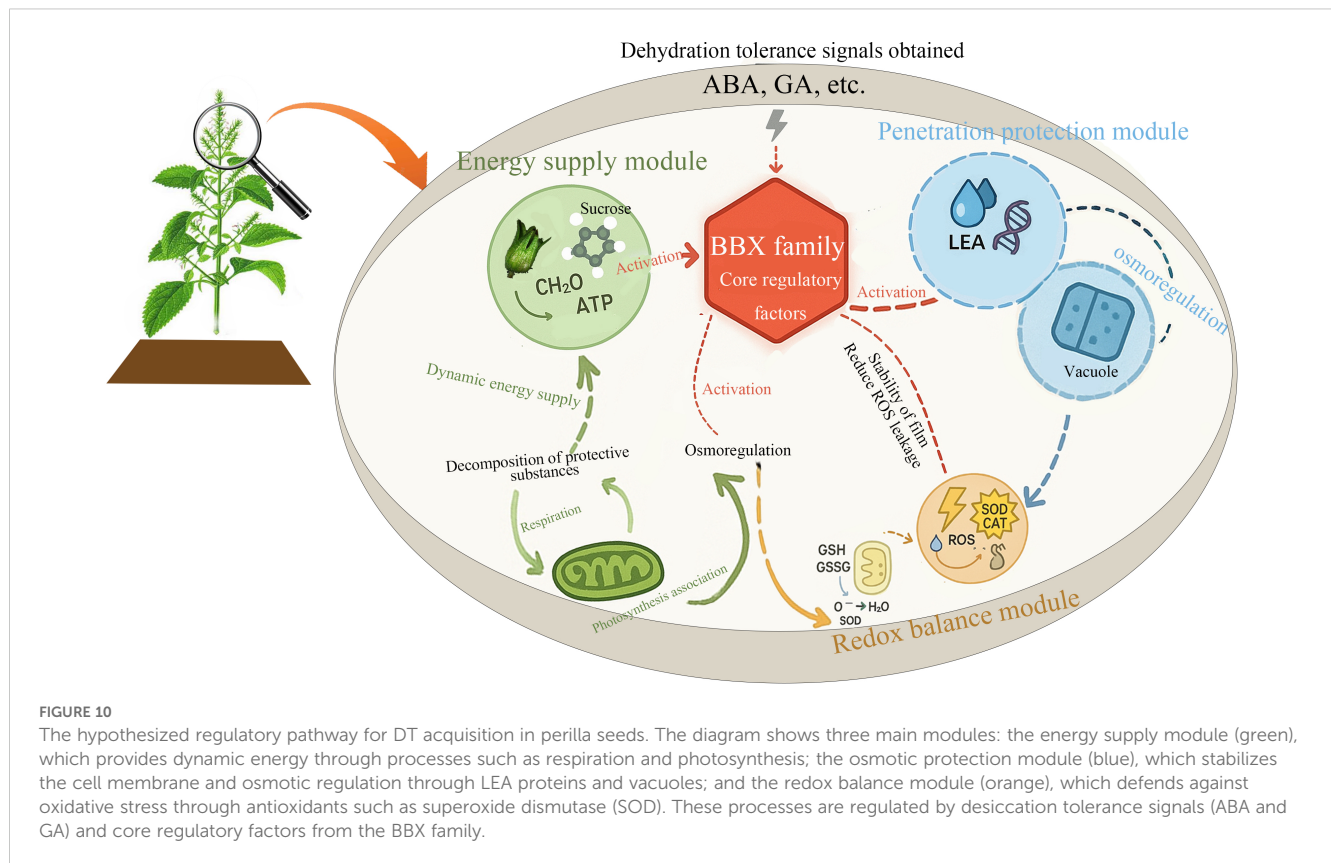 Dehydration tolerance signals obtained
ABA, GA, etc.
Penetration protection module
Energy supply module
Sucrose
CH₂O
ATP
Activation
BBX family
Core regulatory
factors
Activation
LEA
osmoregulation
Vacuole
Dynamic energy supply
Activation
Stability of film
Reduce ROS leakage
Decomposition of protective
substances
Osmoregulation
Respiration
Photosynthesis association
GSH
GSSG
O⁻ → H₂O
SOD
SOD
CAT
ROS
Redox balance module
FIGURE 10
The hypothesized regulatory pathway for DT acquisition in perilla seeds. The diagram shows three main modules: the energy supply module (green),
which provides dynamic energy through processes such as respiration and photosynthesis; the osmotic protection module (blue), which stabilizes
the cell membrane and osmotic regulation through LEA proteins and vacuoles; and the redox balance module (orange), which defends against
oxidative stress through antioxidants such as superoxide dismutase (SOD). These processes are regulated by desiccation tolerance signals (ABA and
GA) and core regulatory factors from the BBX family.